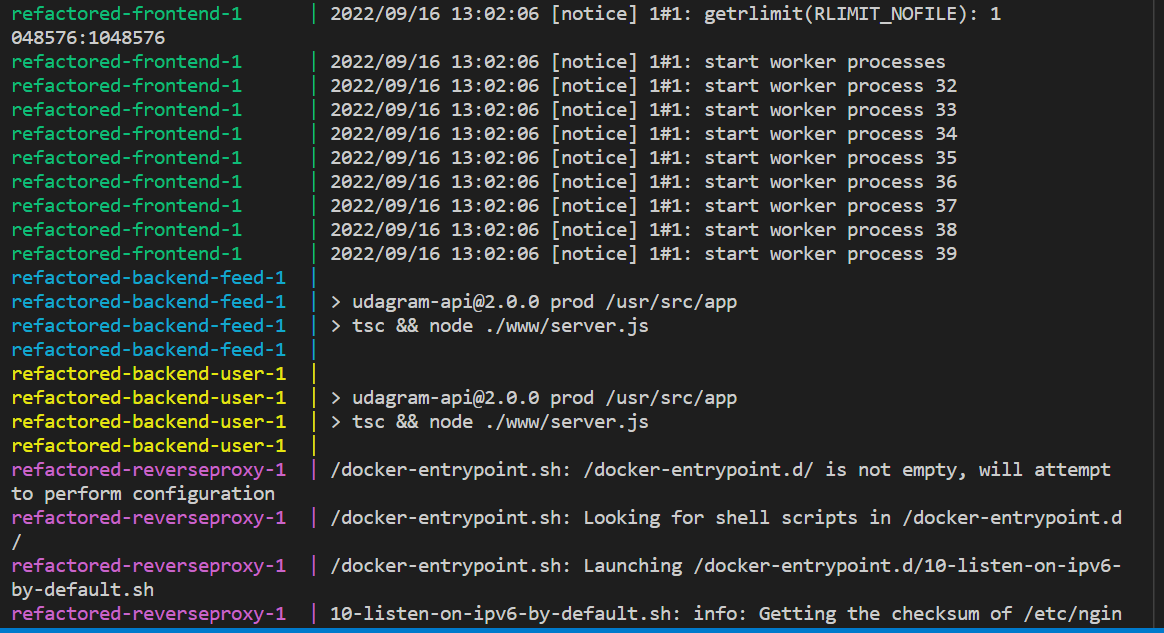 refactored-frontend-1      | 2022/09/16 13:02:06 [notice] 1#1: getrlimit(RLIMIT_NOFILE): 1
048576:1048576
refactored-frontend-1      | 2022/09/16 13:02:06 [notice] 1#1: start worker processes
refactored-frontend-1      | 2022/09/16 13:02:06 [notice] 1#1: start worker process 32
refactored-frontend-1      | 2022/09/16 13:02:06 [notice] 1#1: start worker process 33
refactored-frontend-1      | 2022/09/16 13:02:06 [notice] 1#1: start worker process 34
refactored-frontend-1      | 2022/09/16 13:02:06 [notice] 1#1: start worker process 35
refactored-frontend-1      | 2022/09/16 13:02:06 [notice] 1#1: start worker process 36
refactored-frontend-1      | 2022/09/16 13:02:06 [notice] 1#1: start worker process 37
refactored-frontend-1      | 2022/09/16 13:02:06 [notice] 1#1: start worker process 38
refactored-frontend-1      | 2022/09/16 13:02:06 [notice] 1#1: start worker process 39
refactored-backend-feed-1  |
refactored-backend-feed-1  | > udagram-api@2.0.0 prod /usr/src/app
refactored-backend-feed-1  | > tsc && node ./www/server.js
refactored-backend-feed-1  |
refactored-backend-user-1  |
refactored-backend-user-1  | > udagram-api@2.0.0 prod /usr/src/app
refactored-backend-user-1  | > tsc && node ./www/server.js
refactored-backend-user-1  |
refactored-reverseproxy-1  | /docker-entrypoint.sh: /docker-entrypoint.d/ is not empty, will attempt
to perform configuration
refactored-reverseproxy-1  | /docker-entrypoint.sh: Looking for shell scripts in /docker-entrypoint.d
/
refactored-reverseproxy-1  | /docker-entrypoint.sh: Launching /docker-entrypoint.d/10-listen-on-ipv6-
by-default.sh
refactored-reverseproxy-1  | 10-listen-on-ipv6-by-default.sh: info: Getting the checksum of /etc/ngin